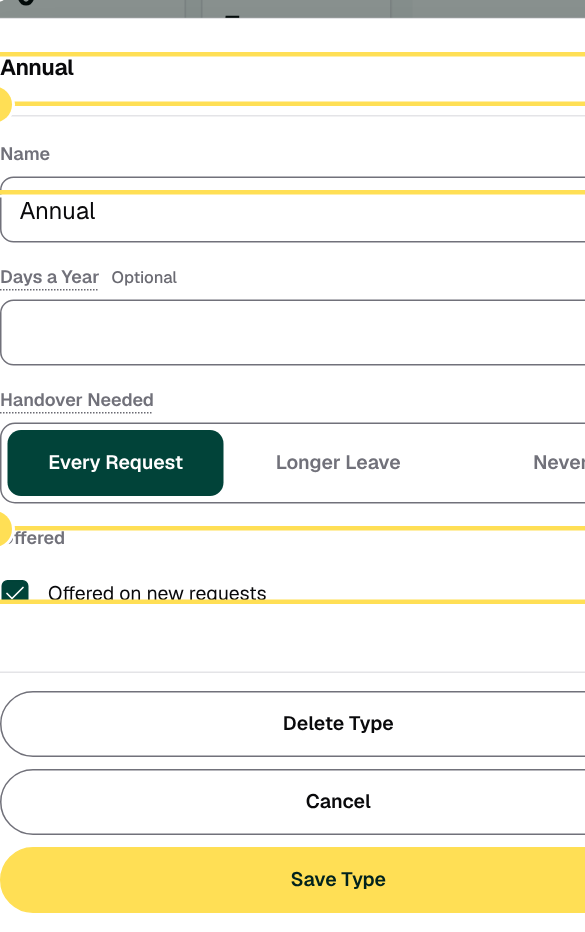 Annual
Name
Annual
Days a Year Optional
Handover Needed
Every Request Longer Leave Never
Offered
Offered on new requests
Delete Type
Cancel
Save Type